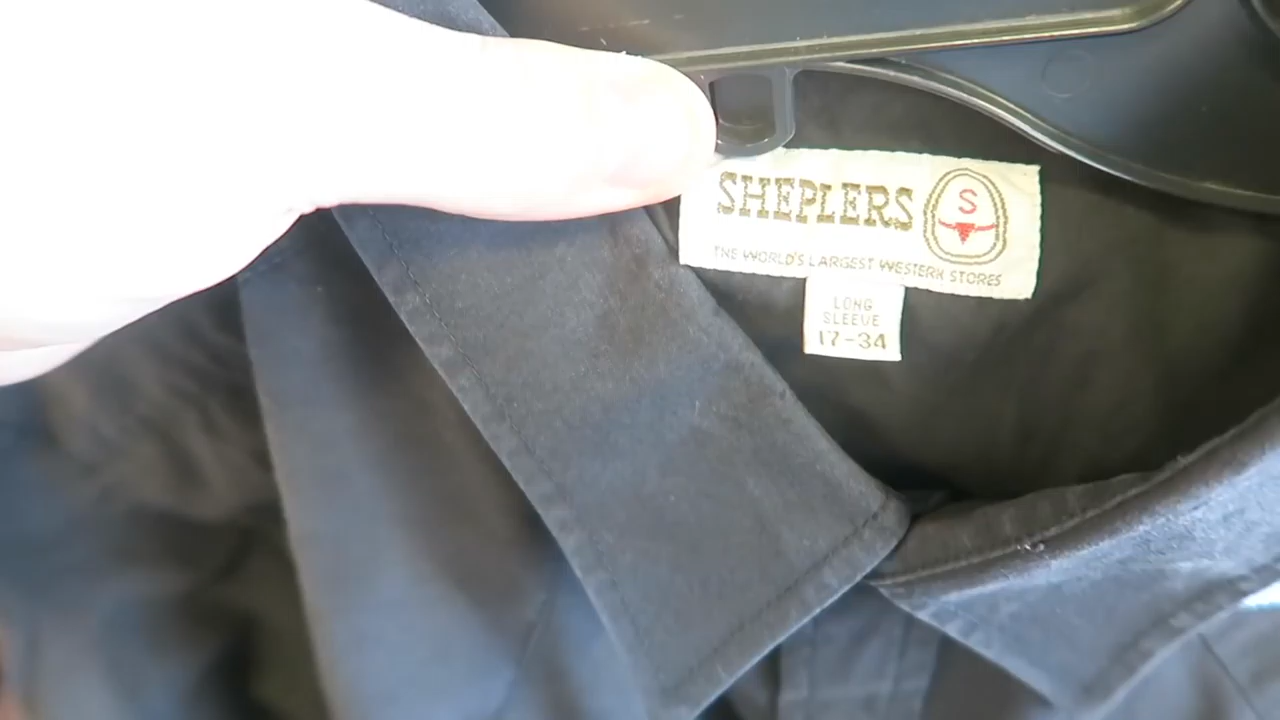 SHEPLERS
S
THE WORLD'S LARGEST WESTERN STORES
LONG
SLEEVE
17-34